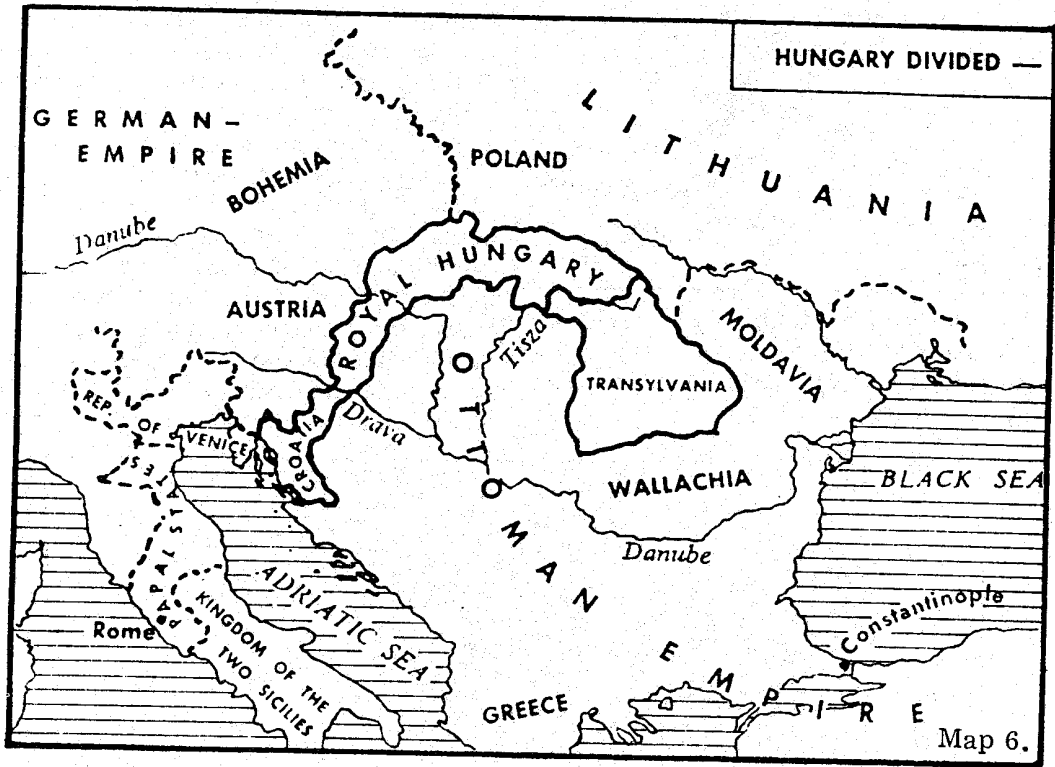 HUNGARY DIVIDED —
GERMAN-
EMPIRE
BOHEMIA
POLAND
LITHUANIA
Danube
AUSTRIA
ROYAL HUNGARY
Tisza
MOLDAVIA
TRANSYLVANIA
REP. OF VENICE
CROATIA
Drava
OTTOMAN EMPIRE
WALLACHIA
BLACK SEA
Danube
PAPAL STATES
ADRIATIC SEA
Rome
KINGDOM OF THE
TWO SICILIES
Constantinople
GREECE
Map 6.